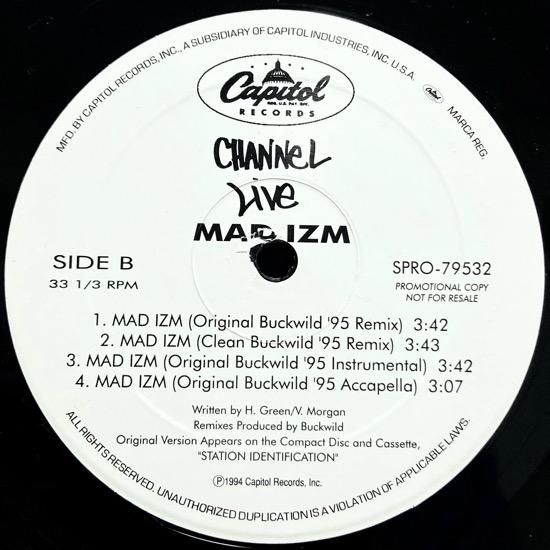 MFD. BY CAPITOL RECORDS, INC., A SUBSIDIARY OF CAPITOL INDUSTRIES, INC. U.S.A.
MARCA REG.
Capitol
REG. U.S. PAT. OFF.
RECORDS
CHANNEL
LIVE
MAD IZM
SIDE B
33 1/3 RPM
SPRO-79532
PROMOTIONAL COPY
NOT FOR RESALE
1. MAD IZM (Original Buckwild '95 Remix) 3:42
2. MAD IZM (Clean Buckwild '95 Remix) 3:43
3. MAD IZM (Original Buckwild '95 Instrumental) 3:42
4. MAD IZM (Original Buckwild '95 Accapella) 3:07
Written by H. Green/V. Morgan
Remixes Produced by Buckwild
Original Version Appears on the Compact Disc and Cassette,
"STATION IDENTIFICATION"
℗1994 Capitol Records, Inc.
ALL RIGHTS RESERVED. UNAUTHORIZED DUPLICATION IS A VIOLATION OF APPLICABLE LAWS.